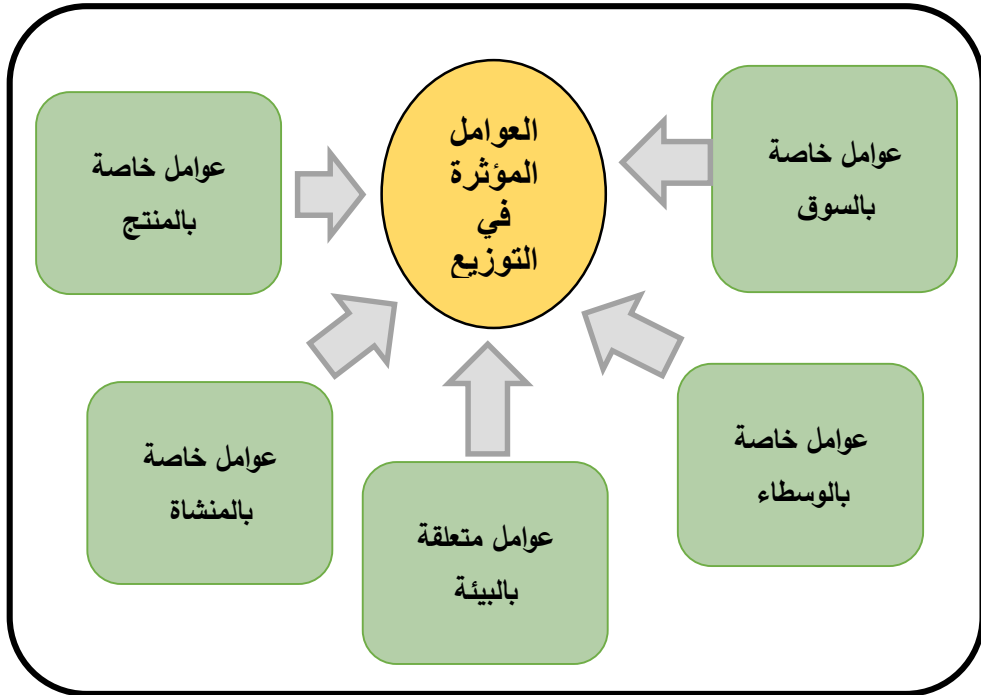 العوامل
المؤثرة
في
التوزيع
عوامل خاصة
بالسوق
عوامل خاصة
بالمنتج
عوامل خاصة
بالوسطاء
عوامل خاصة
بالمنشاة
عوامل متعلقة
بالبيئة